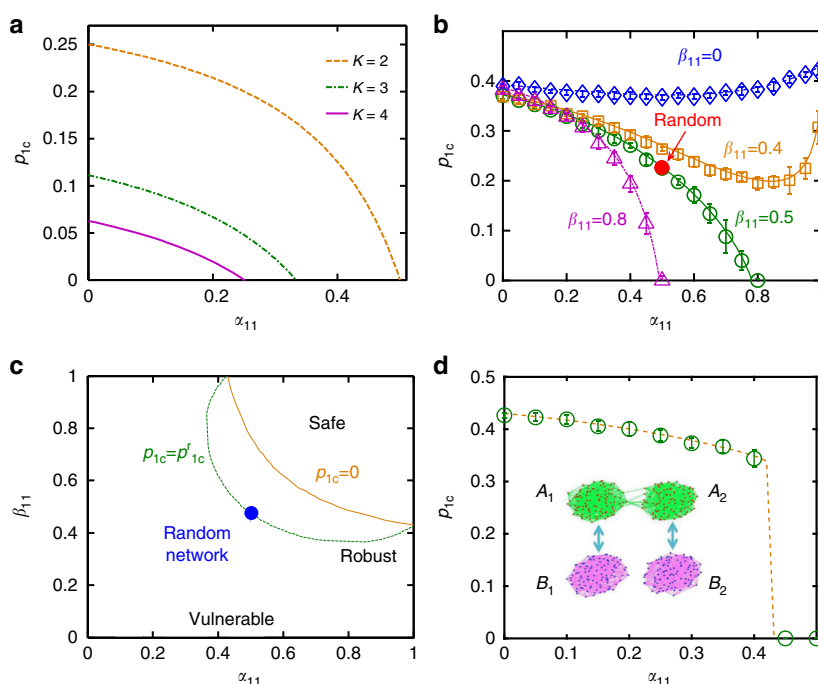 a
0.25
0.2
0.15
0.1
0.05
0
p1c
K = 2
K = 3
K = 4
0 0.2 0.4
α11
b
0.4
0.3
0.2
0.1
0
p1c
β11=0
Random
β11=0.4
β11=0.5
β11=0.8
0 0.2 0.4 0.6 0.8
α11
c
1
0.8
0.6
0.4
0.2
0
β11
Safe
p1c=pr1c
p1c=0
Random
network
Robust
Vulnerable
0 0.2 0.4 0.6 0.8 1
α11
d
0.5
0.4
0.3
0.2
0.1
0
p1c
A1 A2
B1 B2
0 0.1 0.2 0.3 0.4 0.5
α11